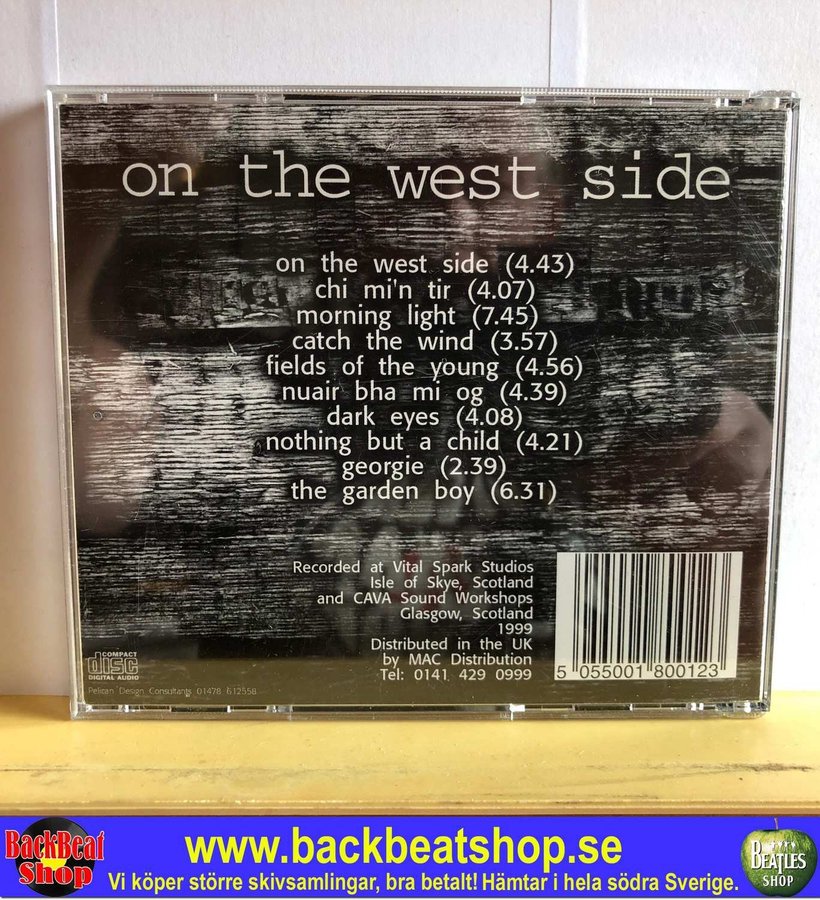 on the west side
on the west side (4.43)
chi mi'n tir (4.07)
morning light (7.45)
catch the wind (3.57)
fields of the young (4.56)
nuair bha mi og (4.39)
dark eyes (4.08)
nothing but a child (4.21)
georgie (2.39)
the garden boy (6.31)
Recorded at Vital Spark Studios
Isle of Skye, Scotland
and CAVA Sound Workshops
Glasgow, Scotland
1999
Distributed in the UK
by MAC Distribution
Tel: 0141 429 0999
5 055001 800123
COMPACT
disc
DIGITAL AUDIO
Pelican Design Consultants 01478 612558
BackBeat
Shop
www.backbeatshop.se
Vi köper större skivsamlingar, bra betalt! Hämtar i hela södra Sverige.
BEATLES
SHOP